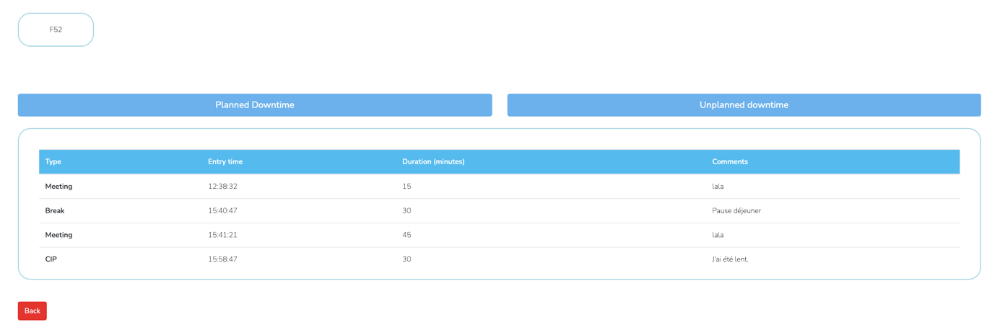 F52
Planned Downtime Unplanned downtime
Type Entry time Duration (minutes) Comments
Meeting 12:38:32 15 lala
Break 15:40:47 30 Pause déjeuner
Meeting 15:41:21 45 lala
CIP 15:58:47 30 J'ai été lent.
Back